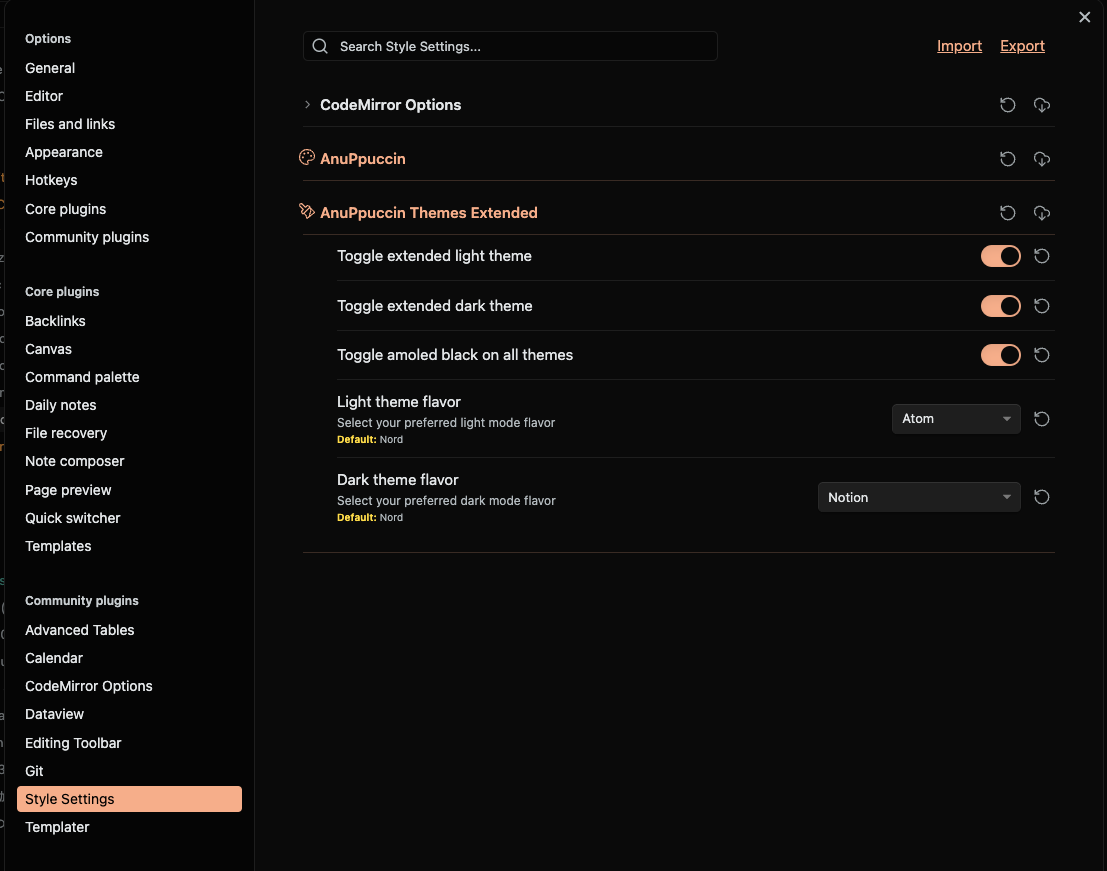 Options
General
Editor
Files and links
Appearance
Hotkeys
Core plugins
Community plugins
Core plugins
Backlinks
Canvas
Command palette
Daily notes
File recovery
Note composer
Page preview
Quick switcher
Templates
Community plugins
Advanced Tables
Calendar
CodeMirror Options
Dataview
Editing Toolbar
Git
Style Settings
Templater
Search Style Settings...
Import
Export
CodeMirror Options
AnuPpuccin
AnuPpuccin Themes Extended
Toggle extended light theme
Toggle extended dark theme
Toggle amoled black on all themes
Light theme flavor
Select your preferred light mode flavor
Default: Nord
Atom
Dark theme flavor
Select your preferred dark mode flavor
Default: Nord
Notion